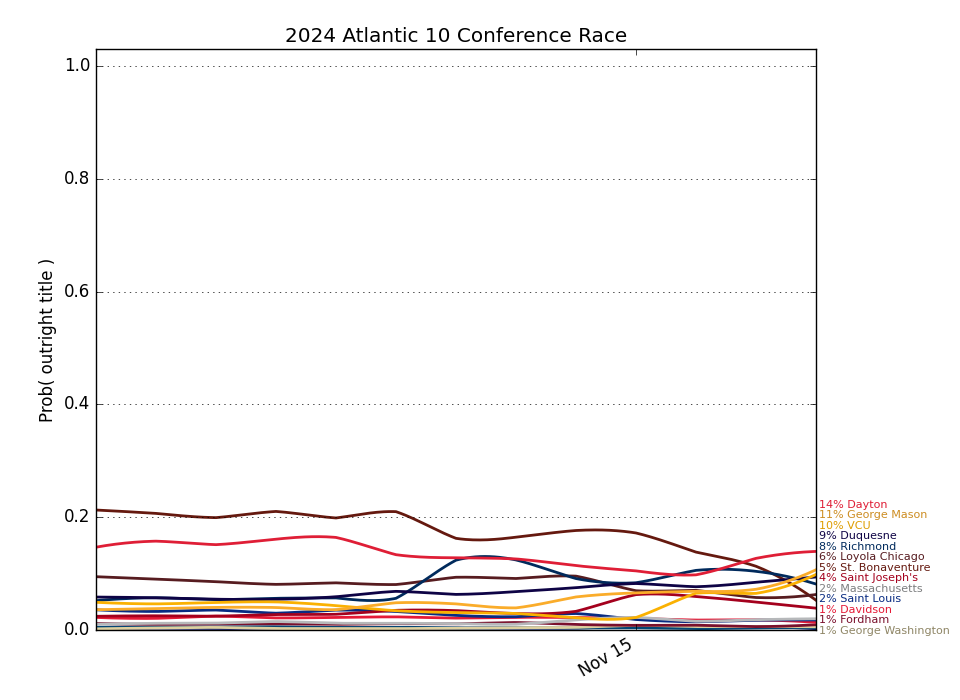 2024 Atlantic 10 Conference Race
Prob( outright title )
1.0
0.8
0.6
0.4
0.2
0.0
Nov 15
14% Dayton
11% George Mason
10% VCU
9% Duquesne
8% Richmond
6% Loyola Chicago
5% St. Bonaventure
4% Saint Joseph's
2% Massachusetts
2% Saint Louis
1% Davidson
1% Fordham
1% George Washington